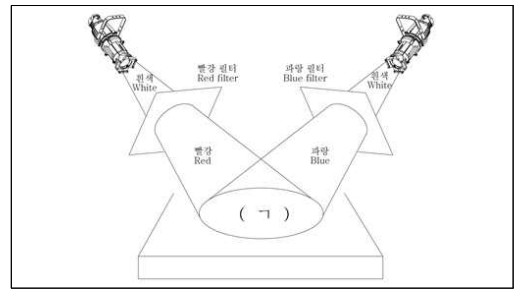 흰색
White
빨강 필터
Red filter
파랑 필터
Blue filter
흰색
White
빨강
Red
파랑
Blue
( ㄱ )